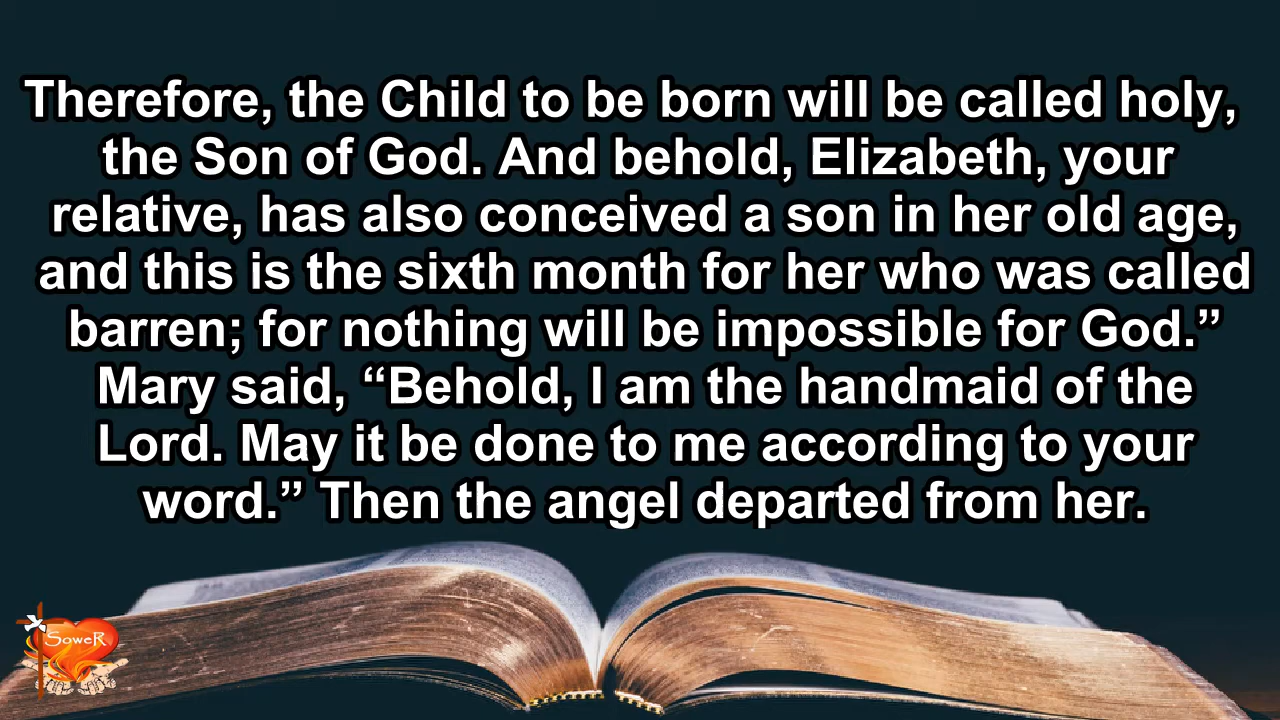 Therefore, the Child to be born will be called holy,
the Son of God. And behold, Elizabeth, your
relative, has also conceived a son in her old age,
and this is the sixth month for her who was called
barren; for nothing will be impossible for God.”
Mary said, “Behold, I am the handmaid of the
Lord. May it be done to me according to your
word.” Then the angel departed from her.
SoweR